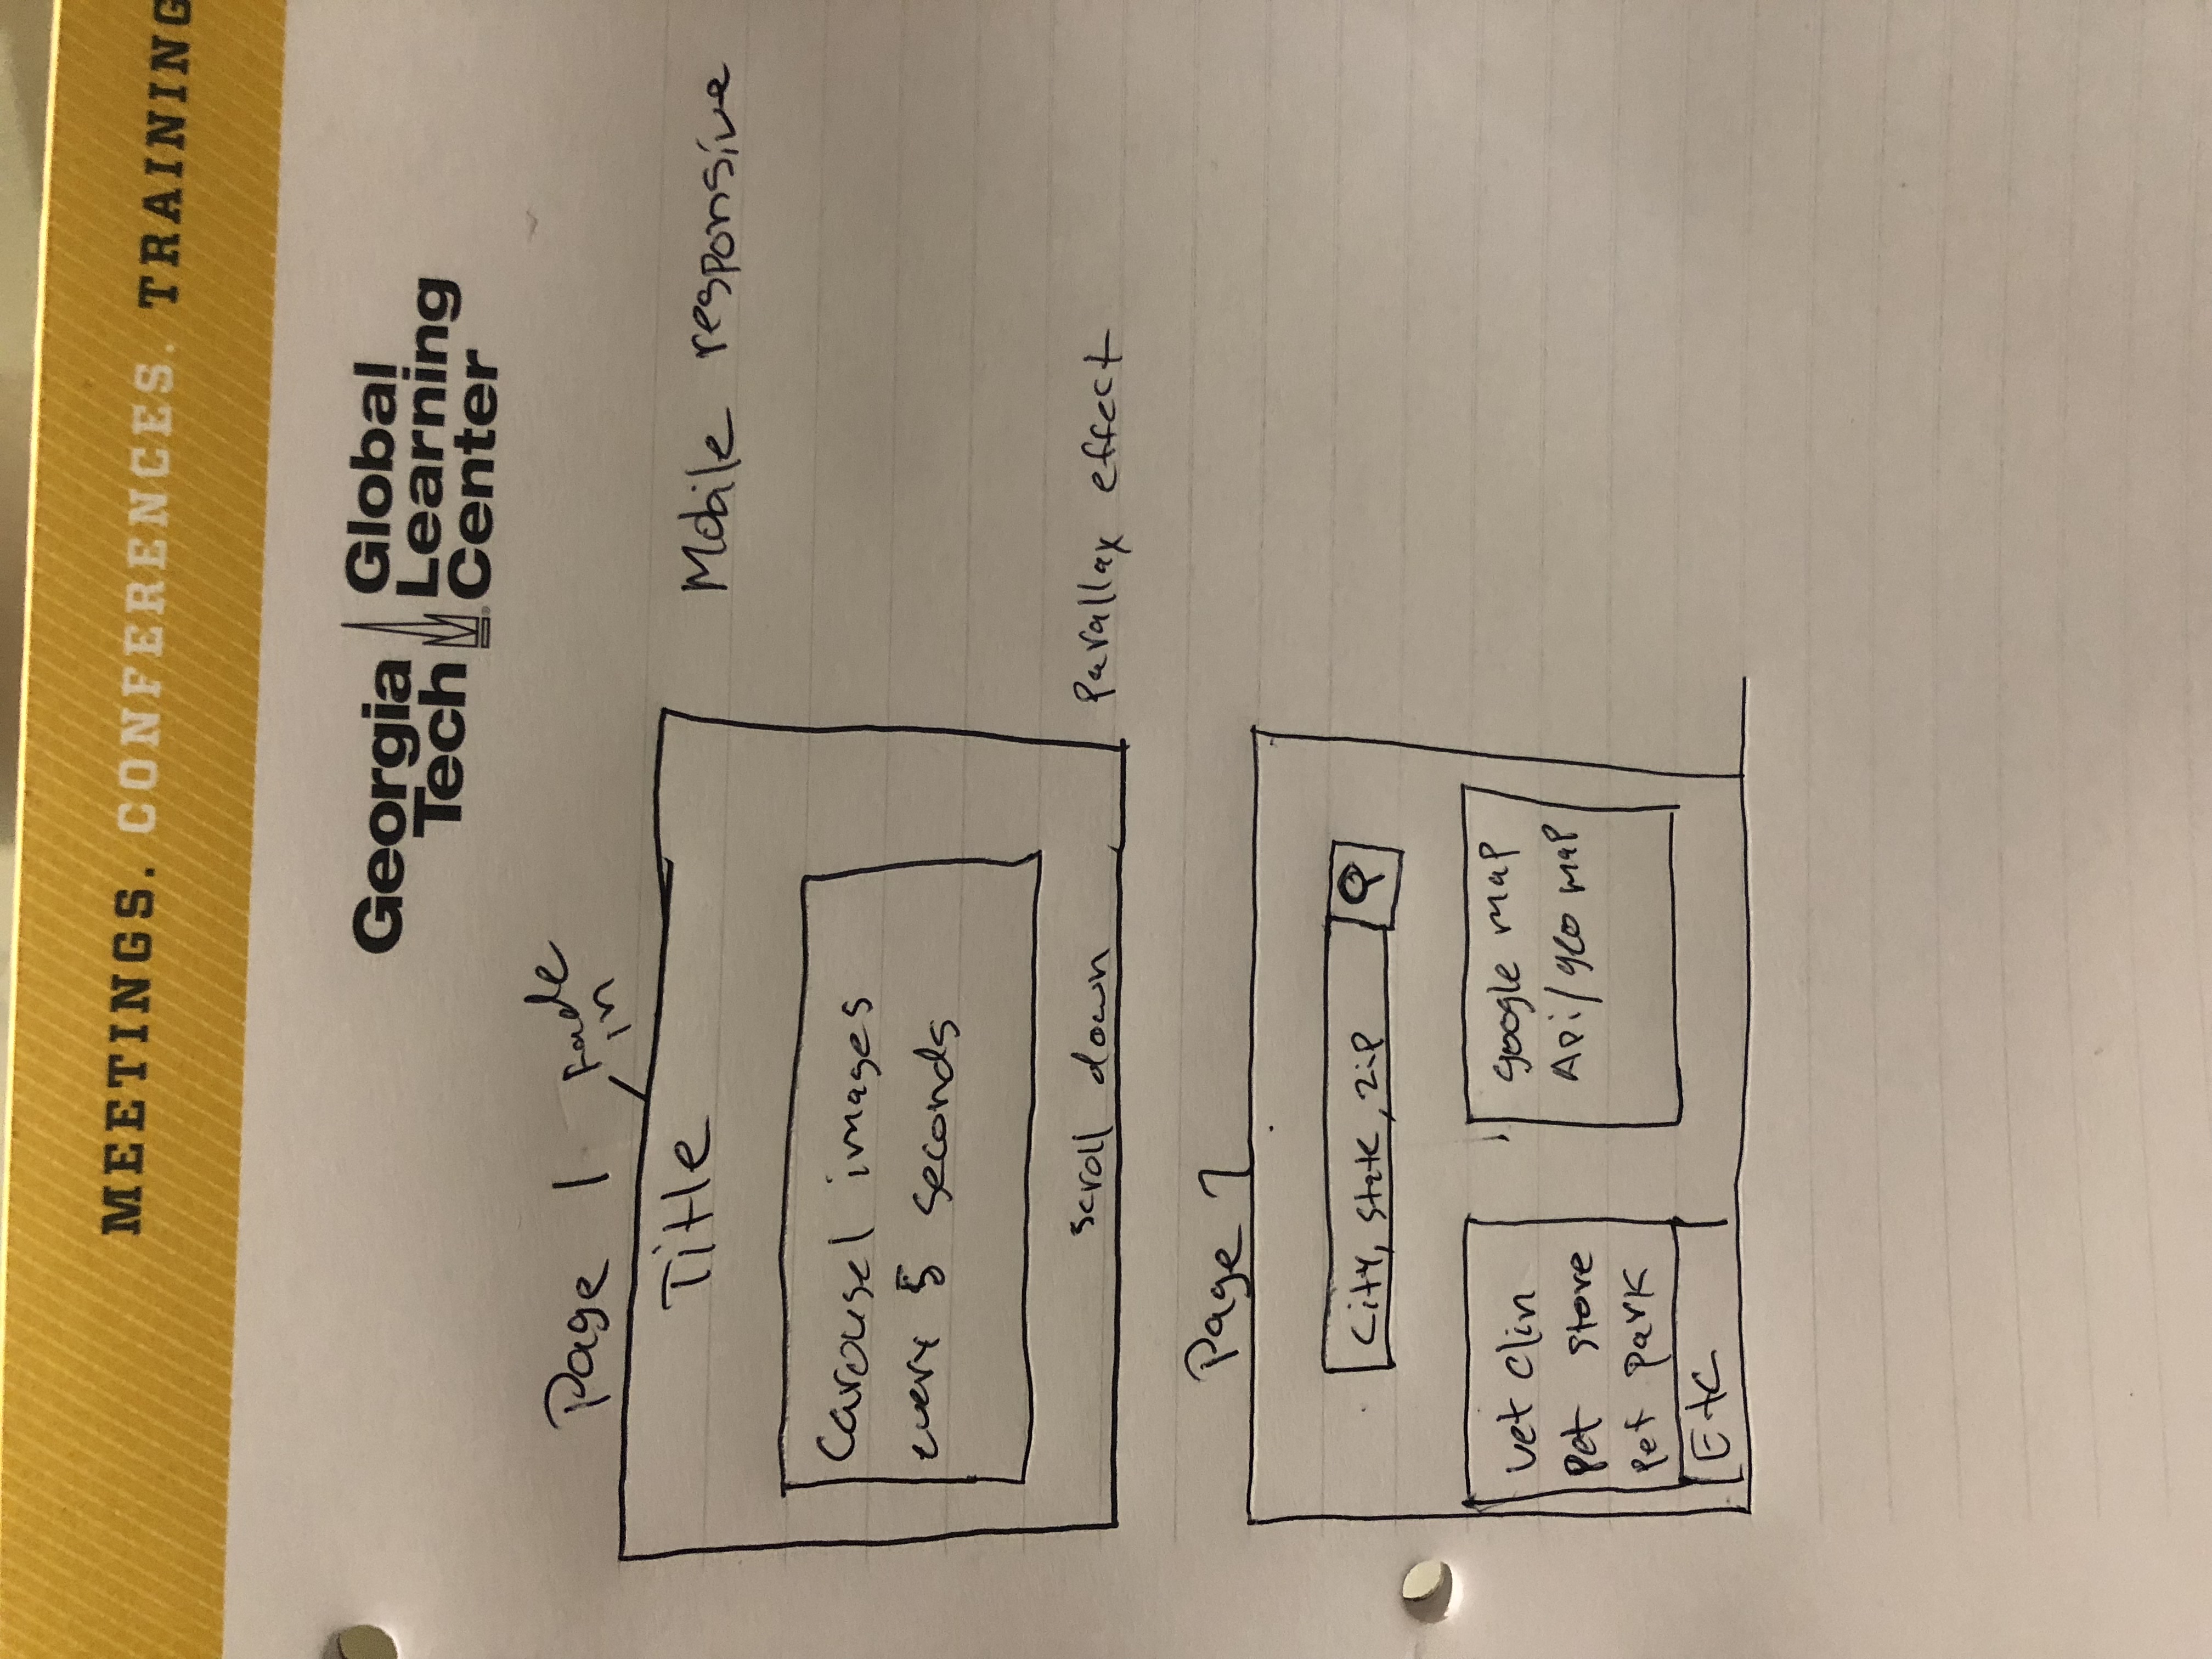 MEETINGS. CONFERENCES. TRAINING
Georgia Tech
Global Learning Center
Page 1
Fade in
Title
Mobile responsive
Carousel images
every 5 seconds
scroll down
Parallax effect
Page 2
City, state, zip
vet clin
pet store
pet park
Etc
google map
Api/geo map